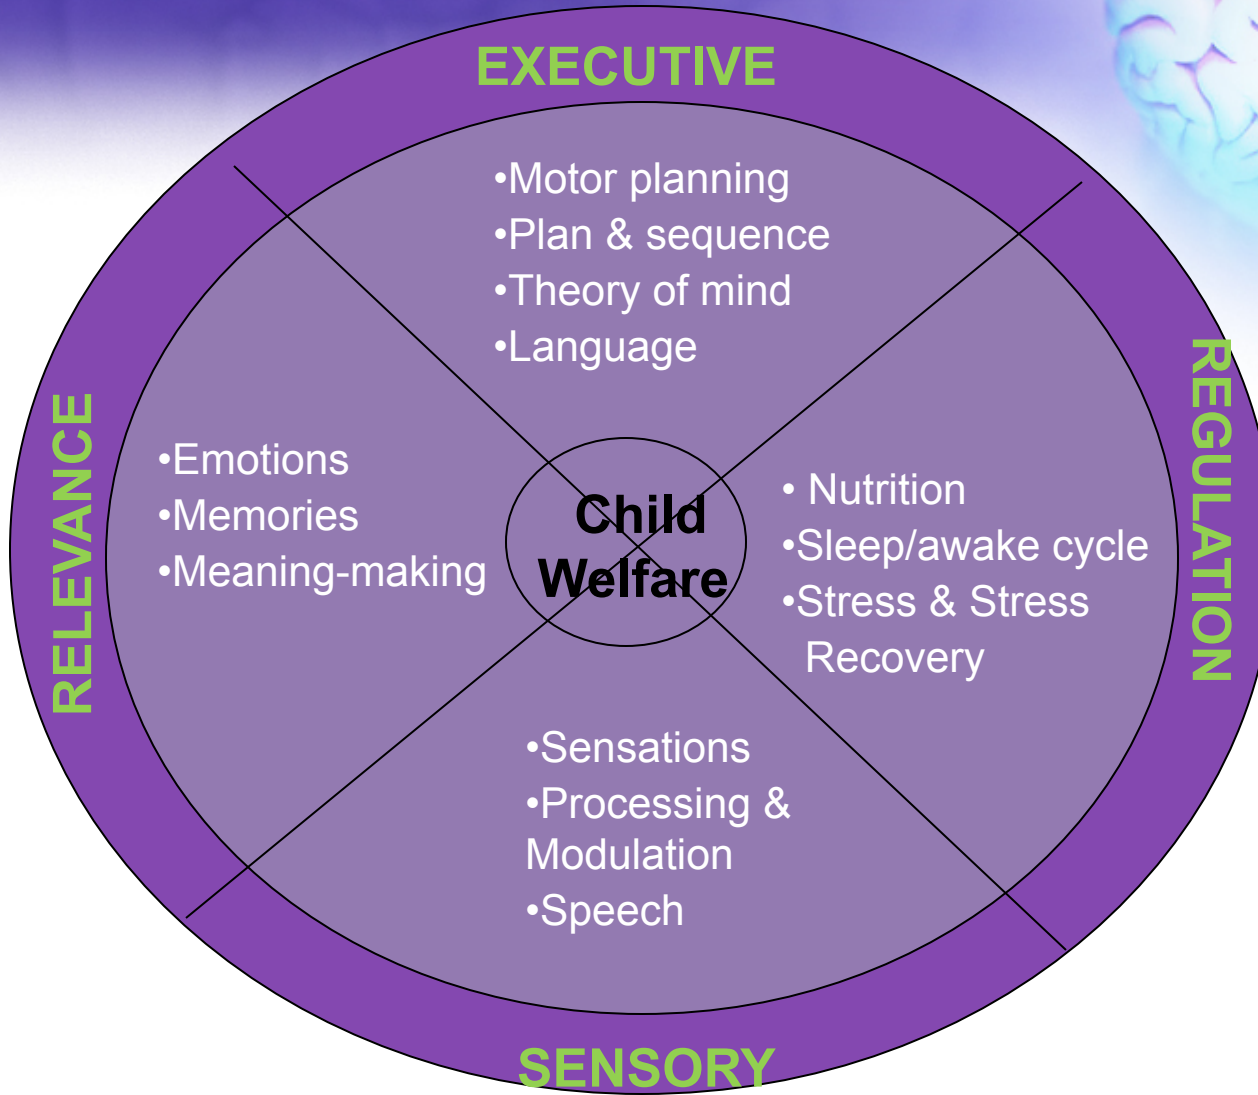 EXECUTIVE
•Motor planning
•Plan & sequence
•Theory of mind
•Language
RELEVANCE
•Emotions
•Memories
•Meaning-making
Child
Welfare
REGULATION
• Nutrition
•Sleep/awake cycle
•Stress & Stress
Recovery
•Sensations
•Processing &
Modulation
•Speech
SENSORY